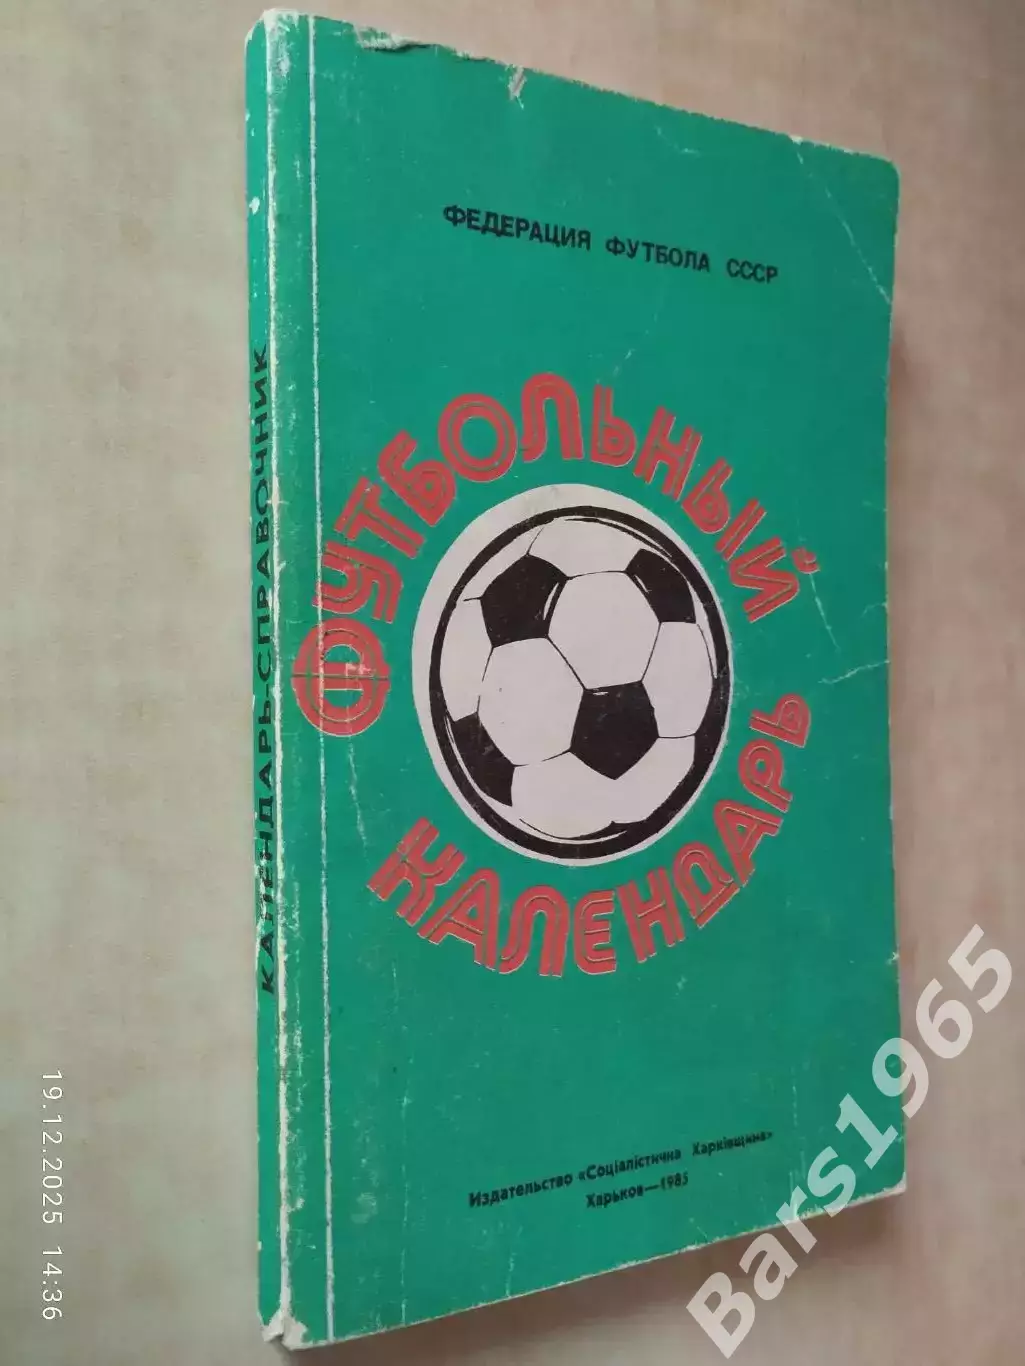 ФЕДЕРАЦИЯ ФУТБОЛА СССР
ФУТБОЛЬНЫЙ
КАЛЕНДАРЬ
Издательство «Соціалістична Харківщина»
Харьков—1985
КАЛЕНДАРЬ-СПРАВОЧНИК
19.12.2025 14:36
Bars1965